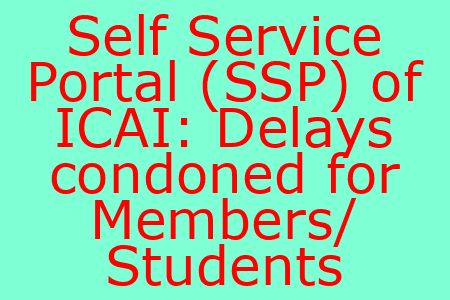 Self Service
Portal (SSP) of
ICAI: Delays
condoned for
Members/
Students